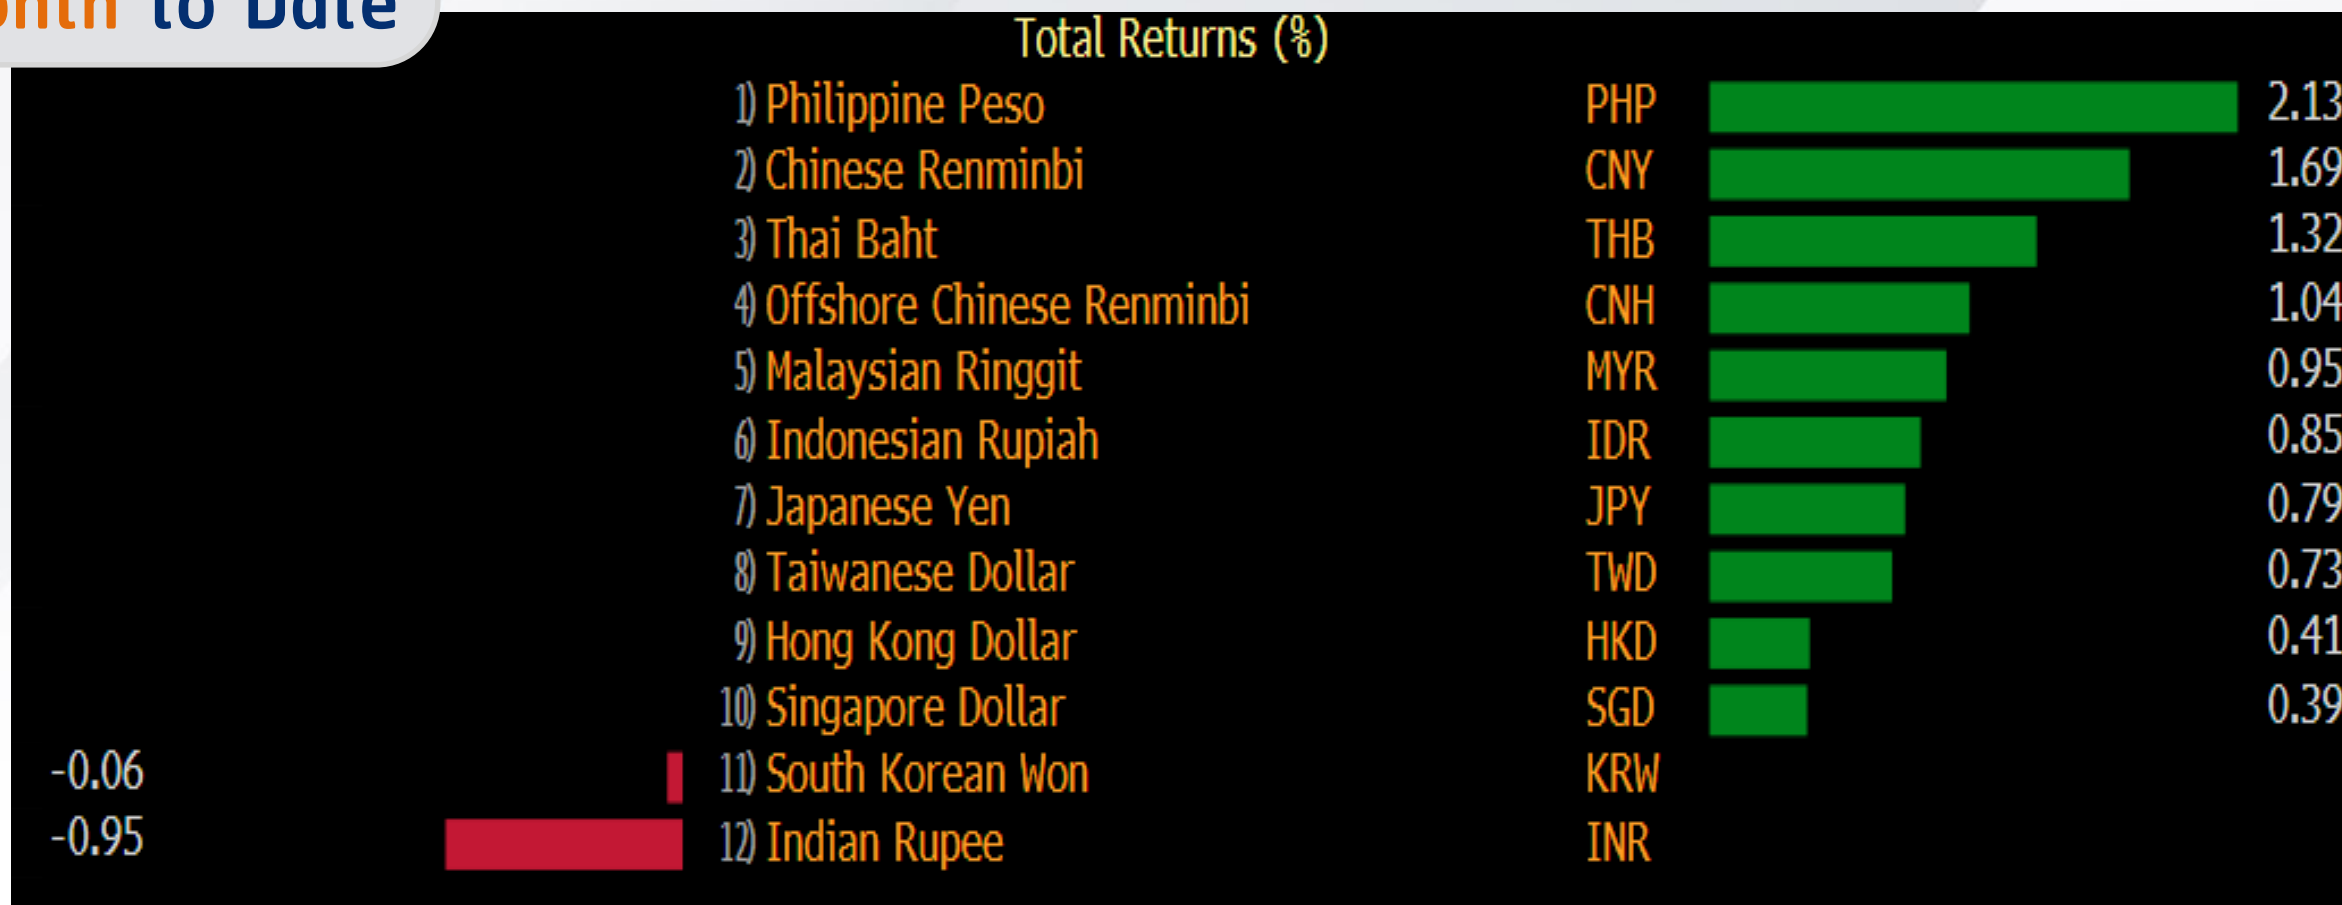 to Date
Total Returns (%)
1) Philippine Peso PHP 2.13
2) Chinese Renminbi CNY 1.69
3) Thai Baht THB 1.32
4) Offshore Chinese Renminbi CNH 1.04
5) Malaysian Ringgit MYR 0.95
6) Indonesian Rupiah IDR 0.85
7) Japanese Yen JPY 0.79
8) Taiwanese Dollar TWD 0.73
9) Hong Kong Dollar HKD 0.41
10) Singapore Dollar SGD 0.39
-0.06 11) South Korean Won KRW
-0.95 12) Indian Rupee INR